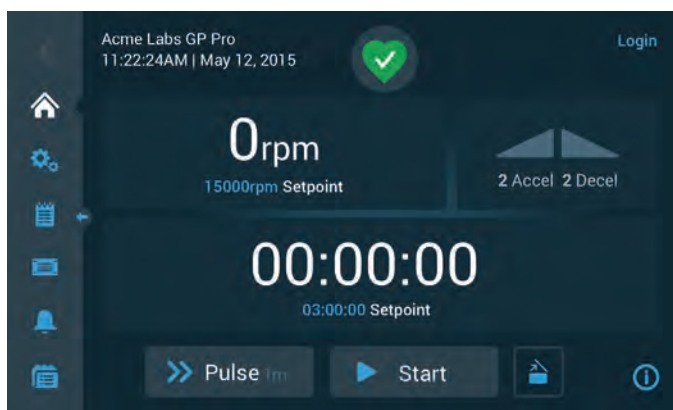 Acme Labs GP Pro
11:22:24AM | May 12, 2015
Login
0rpm
15000rpm Setpoint
2 Accel 2 Decel
00:00:00
03:00:00 Setpoint
Pulse 1m
Start